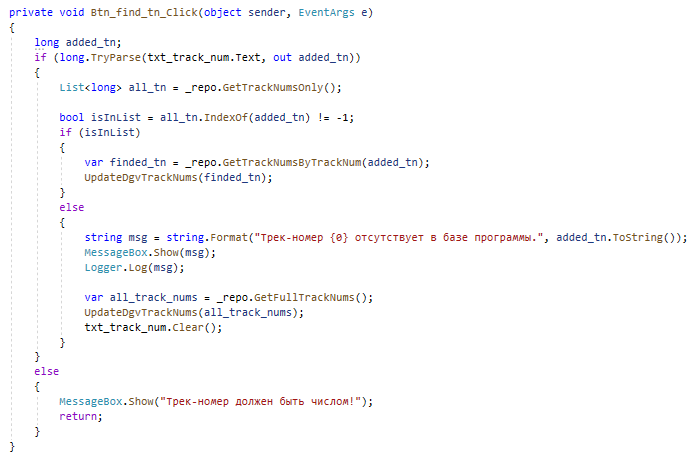 private void Btn_find_tn_Click(object sender, EventArgs e)
{
    long added_tn;
    if (long.TryParse(txt_track_num.Text, out added_tn))
    {
        List<long> all_tn = _repo.GetTrackNumsOnly();

        bool isInList = all_tn.IndexOf(added_tn) != -1;
        if (isInList)
        {
            var finded_tn = _repo.GetTrackNumsByTrackNum(added_tn);
            UpdateDgvTrackNums(finded_tn);
        }
        else
        {
            string msg = string.Format("Трек-номер {0} отсутствует в базе программы.", added_tn.ToString());
            MessageBox.Show(msg);
            Logger.Log(msg);

            var all_track_nums = _repo.GetFullTrackNums();
            UpdateDgvTrackNums(all_track_nums);
            txt_track_num.Clear();
        }
    }
    else
    {
        MessageBox.Show("Трек-номер должен быть числом!");
        return;
    }
}